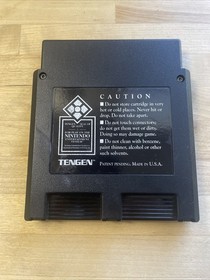 CAUTION
■ Do not store cartridge in very
hot or cold places. Never hit or
drop. Do not take apart.
■ Do not touch connectors,
do not get them wet or dirty.
Doing so may damage game.
■ Do not clean with benzene,
paint thinner, alcohol or other
such solvents.
NINTENDO
TENGEN
PATENT PENDING, MADE IN U.S.A.